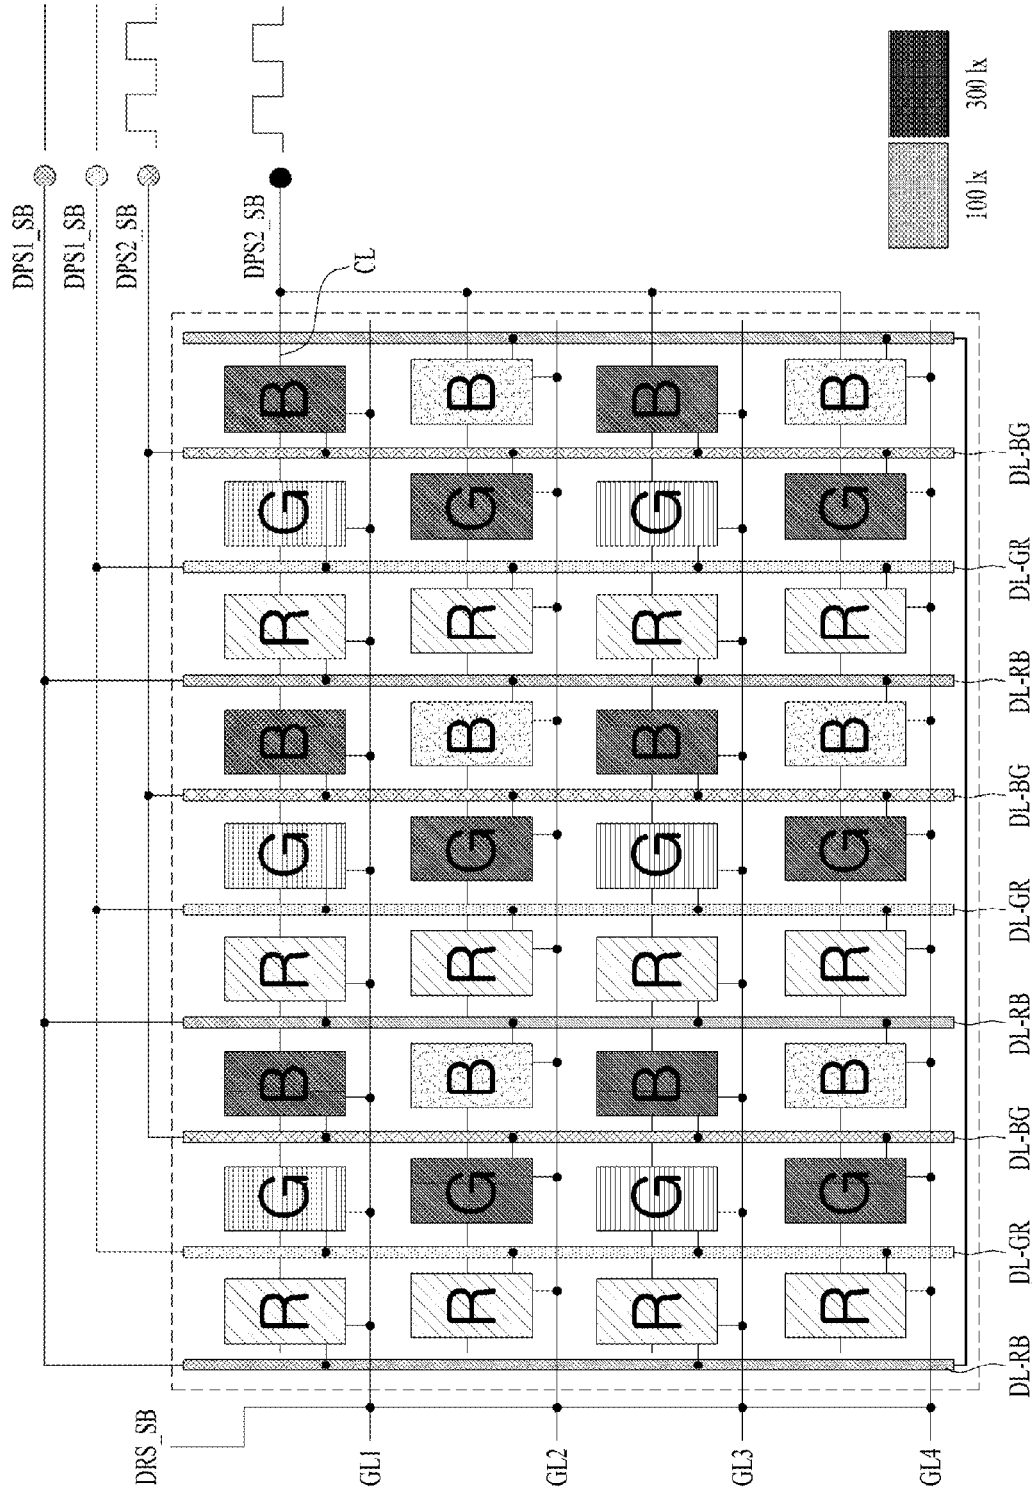 DPS1_SB
DPS1_SB
DPS2_SB
DPS2_SB
CL
100 lx
300 lx
DRS_SB
R G B R G B R G B
GL1
R G B R G B R G B
GL2
R G B R G B R G B
GL3
R G B R G B R G B
GL4
DL-RB
DL-GR
DL-BG
DL-RB
DL-GR
DL-BG
DL-RB
DL-GR
DL-BG